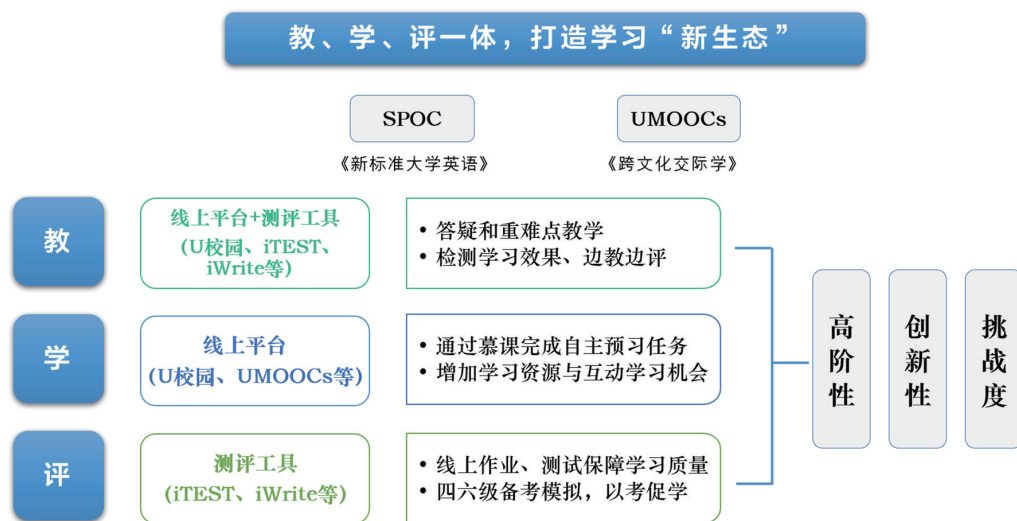 教、学、评一体，打造学习“新生态”
SPOC
UMOOCs
《新标准大学英语》
《跨文化交际学》
教
线上平台+测评工具
(U校园、iTEST、
iWrite等)
• 答疑和重难点教学
• 检测学习效果、边教边评
学
线上平台
(U校园、UMOOCs等)
• 通过慕课完成自主预习任务
• 增加学习资源与互动学习机会
评
测评工具
(iTEST、iWrite等)
• 线上作业、测试保障学习质量
• 四六级备考模拟，以考促学
高阶性
创新性
挑战度